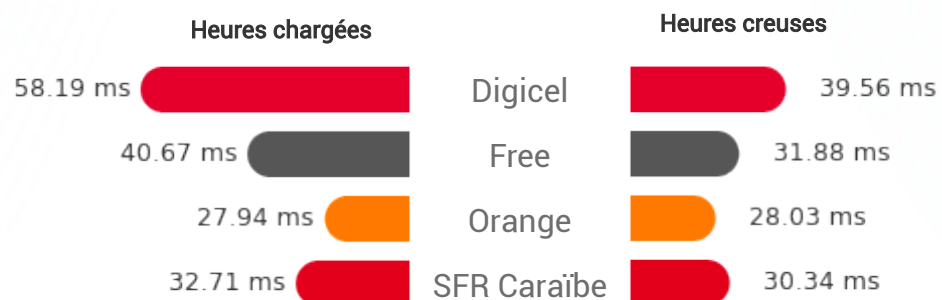 Heures chargées Heures creuses
58.19 ms Digicel 39.56 ms
40.67 ms Free 31.88 ms
27.94 ms Orange 28.03 ms
32.71 ms SFR Caraïbe 30.34 ms